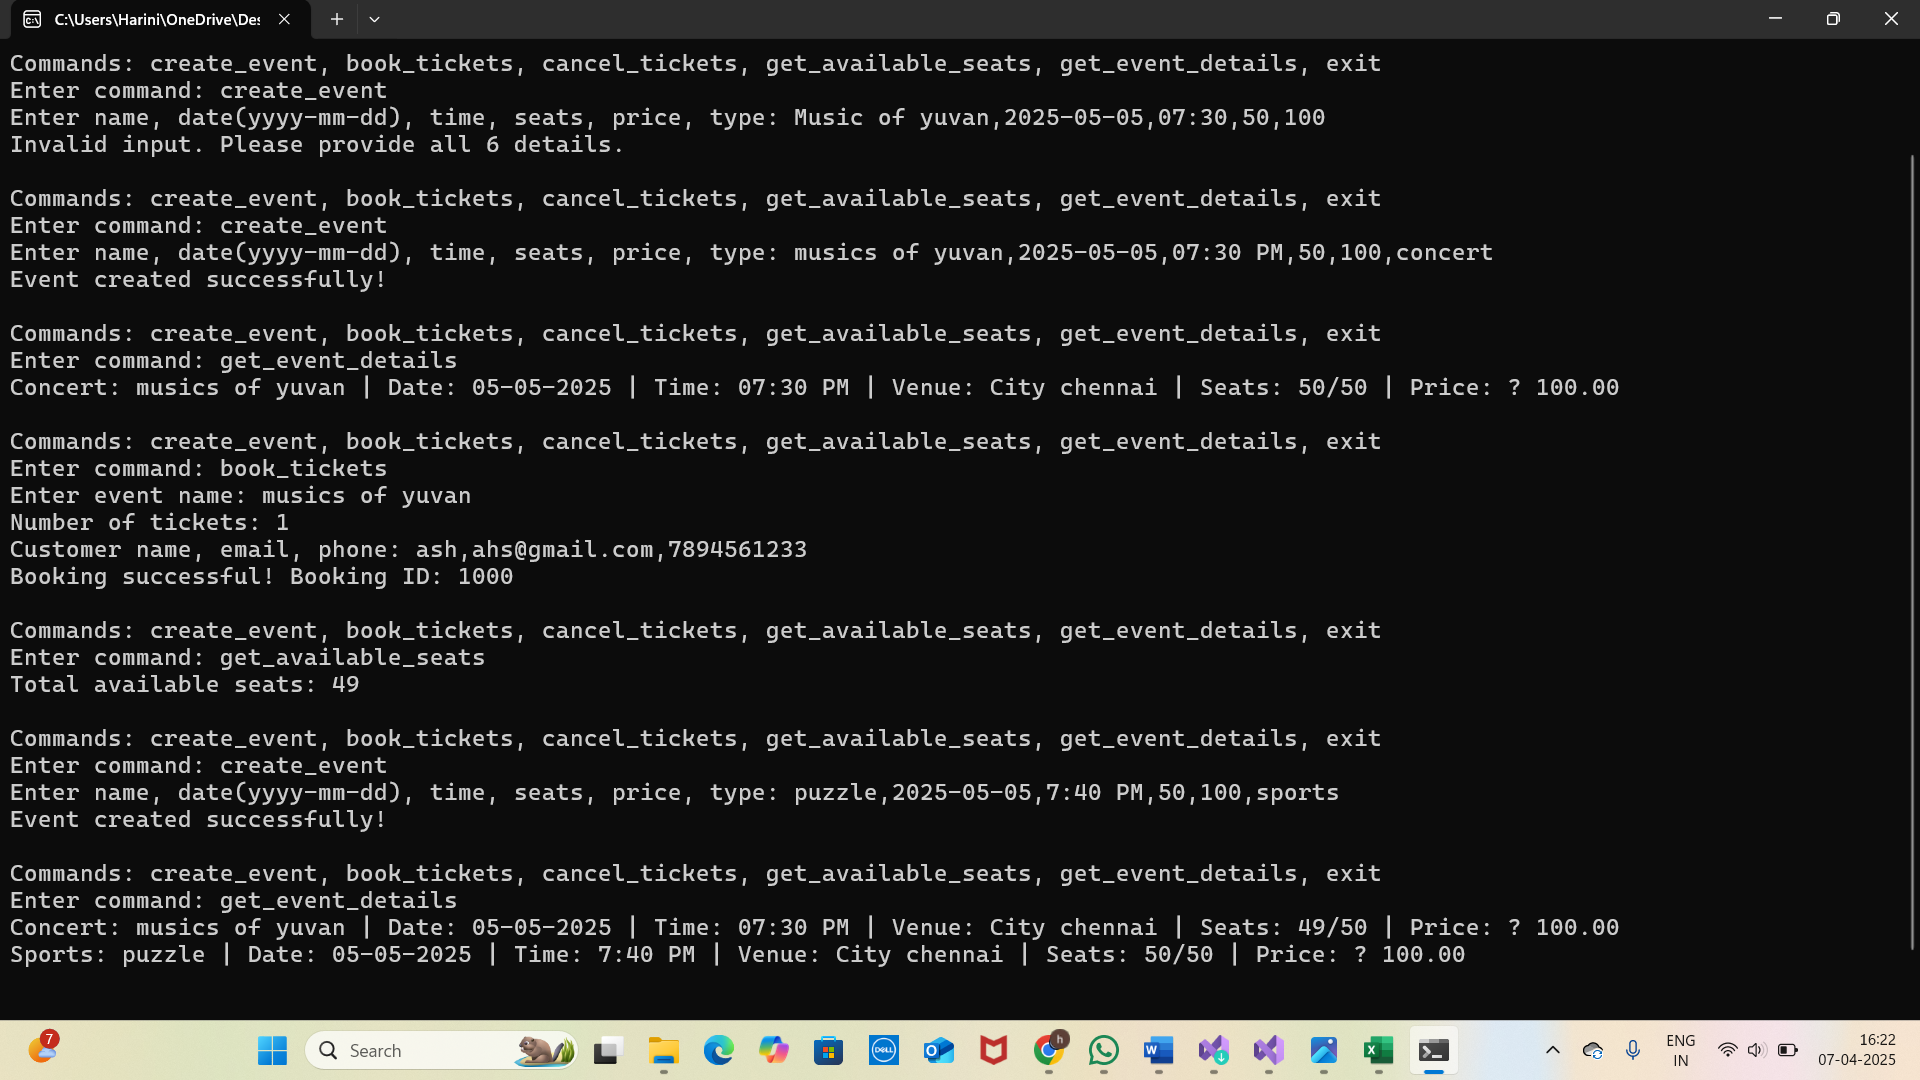 C:\Users\Harini\OneDrive\Des
Commands: create_event, book_tickets, cancel_tickets, get_available_seats, get_event_details, exit
Enter command: create_event
Enter name, date(yyyy-mm-dd), time, seats, price, type: Music of yuvan,2025-05-05,07:30,50,100
Invalid input. Please provide all 6 details.
Commands: create_event, book_tickets, cancel_tickets, get_available_seats, get_event_details, exit
Enter command: create_event
Enter name, date(yyyy-mm-dd), time, seats, price, type: musics of yuvan,2025-05-05,07:30 PM,50,100,concert
Event created successfully!
Commands: create_event, book_tickets, cancel_tickets, get_available_seats, get_event_details, exit
Enter command: get_event_details
Concert: musics of yuvan | Date: 05-05-2025 | Time: 07:30 PM | Venue: City chennai | Seats: 50/50 | Price: ? 100.00
Commands: create_event, book_tickets, cancel_tickets, get_available_seats, get_event_details, exit
Enter command: book_tickets
Enter event name: musics of yuvan
Number of tickets: 1
Customer name, email, phone: ash,ahs@gmail.com,7894561233
Booking successful! Booking ID: 1000
Commands: create_event, book_tickets, cancel_tickets, get_available_seats, get_event_details, exit
Enter command: get_available_seats
Total available seats: 49
Commands: create_event, book_tickets, cancel_tickets, get_available_seats, get_event_details, exit
Enter command: create_event
Enter name, date(yyyy-mm-dd), time, seats, price, type: puzzle,2025-05-05,7:40 PM,50,100,sports
Event created successfully!
Commands: create_event, book_tickets, cancel_tickets, get_available_seats, get_event_details, exit
Enter command: get_event_details
Concert: musics of yuvan | Date: 05-05-2025 | Time: 07:30 PM | Venue: City chennai | Seats: 49/50 | Price: ? 100.00
Sports: puzzle | Date: 05-05-2025 | Time: 7:40 PM | Venue: City chennai | Seats: 50/50 | Price: ? 100.00
7
Search
DELL
h
ENG
IN
16:22
07-04-2025